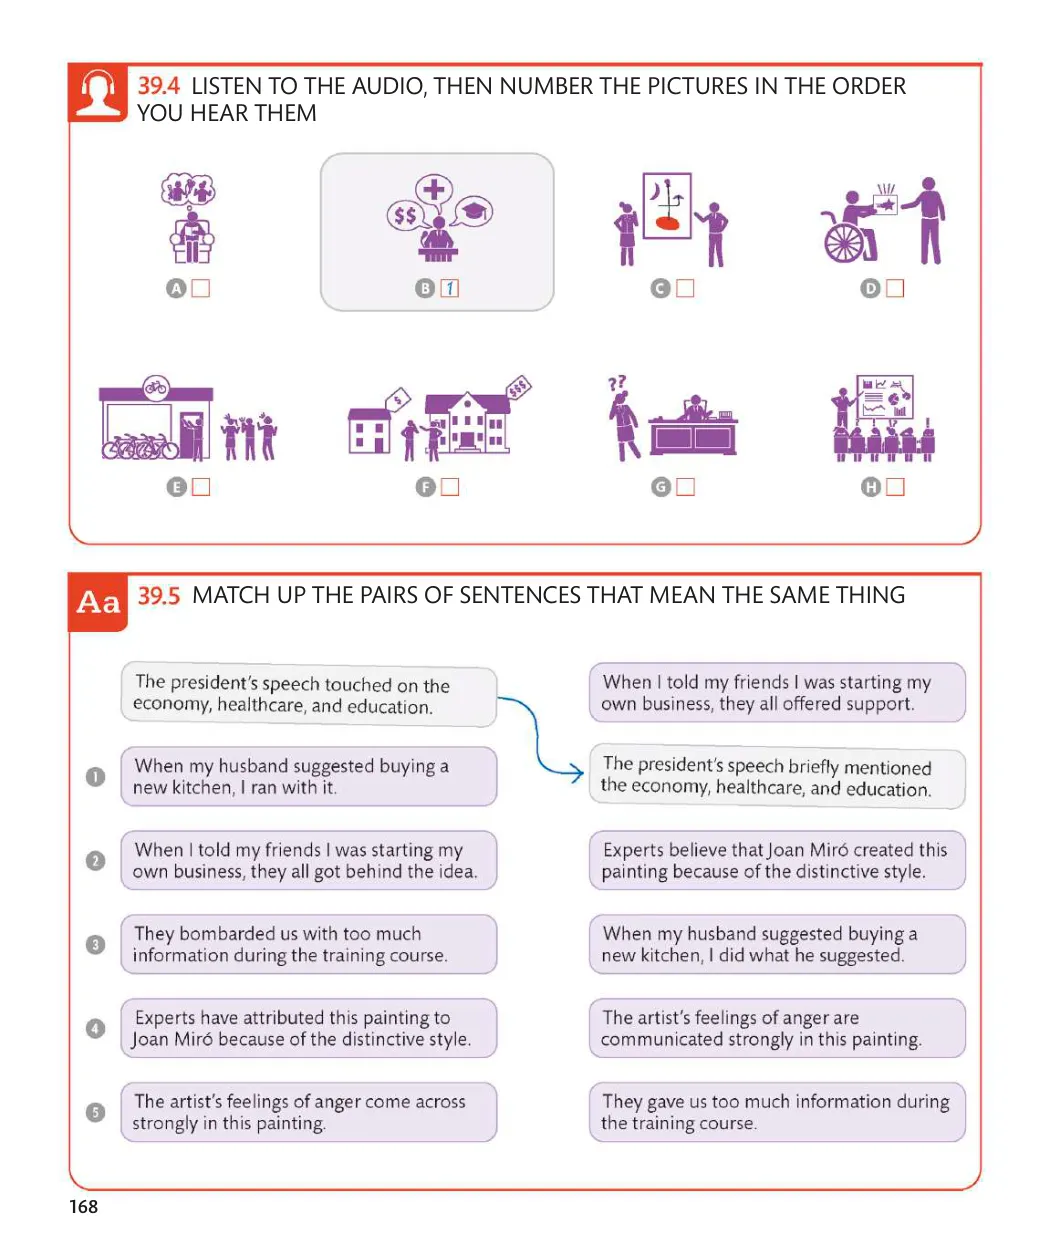 39.4 LISTEN TO THE AUDIO, THEN NUMBER THE PICTURES IN THE ORDER
YOU HEAR THEM
$$
A
B 1
C
D
$
$$$
??
E
F
G
H
Aa
39.5 MATCH UP THE PAIRS OF SENTENCES THAT MEAN THE SAME THING
The president's speech touched on the
economy, healthcare, and education.
When I told my friends I was starting my
own business, they all offered support.
1
When my husband suggested buying a
new kitchen, I ran with it.
The president's speech briefly mentioned
the economy, healthcare, and education.
2
When I told my friends I was starting my
own business, they all got behind the idea.
Experts believe that Joan Miró created this
painting because of the distinctive style.
3
They bombarded us with too much
information during the training course.
When my husband suggested buying a
new kitchen, I did what he suggested.
4
Experts have attributed this painting to
Joan Miró because of the distinctive style.
The artist's feelings of anger are
communicated strongly in this painting.
5
The artist's feelings of anger come across
strongly in this painting.
They gave us too much information during
the training course.
168